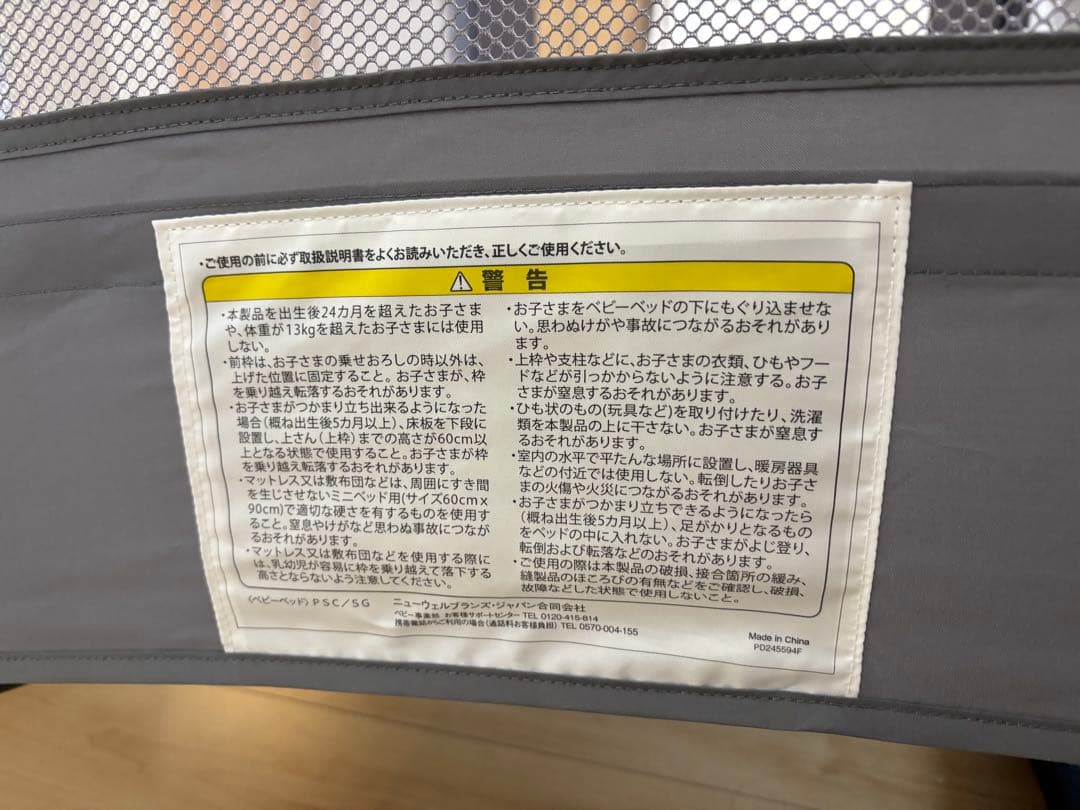 ・ご使用の前に必ず取扱説明書をよくお読みいただき、正しくご使用ください。
警告
・本製品を出生後24カ月を超えたお子さま
や、体重が13kgを超えたお子さまには使用
しない。
・前枠は、お子さまの乗せおろしの時以外は、
上げた位置に固定すること。お子さまが、枠
を乗り越え転落するおそれがあります。
・お子さまがつかまり立ち出来るようになった
場合(概ね出生後5カ月以上)、床板を下段に
設置し、上さん(上枠)までの高さが60cm以
上となる状態で使用すること。お子さまが枠
を乗り越え転落するおそれがあります。
・マットレス又は敷布団などは、周囲にすき間
を生じさせないミニベッド用(サイズ60cm x
90cm)で適切な硬さを有するものを使用す
ること。窒息やけがなど思わぬ事故につなが
るおそれがあります。
・マットレス又は敷布団などを使用する際に
は、乳幼児が容易に枠を乗り越えて落下する
高さとならないよう注意してください。
・お子さまをベビーベッドの下にもぐり込ませな
い。思わぬけがや事故につながるおそれがあり
ます。
・上枠や支柱などに、お子さまの衣類、ひもやフー
ドなどが引っかからないように注意する。お子
さまが窒息するおそれがあります。
・ひも状のもの(玩具など)を取り付けたり、洗濯
類を本製品の上に干さない。お子さまが窒息す
るおそれがあります。
・室内の水平で平たんな場所に設置し、暖房器具
などの付近では使用しない。転倒したりお子さ
まの火傷や火災につながるおそれがあります。
・お子さまがつかまり立ちできるようになったら
(概ね出生後5カ月以上)、足がかりとなるもの
をベッドの中に入れない。お子さまがよじ登り、
転倒および転落などのおそれがあります。
・ご使用の際は本製品の破損、接合箇所の緩み、
縫製品のほころびの有無などをご確認し、破損、
故障などした状態で使用しないこと。
〈ベビーベッド〉PSC/SG
ニューウェルブランズ・ジャパン合同会社
ベビー事業部 お客様サポートセンター TEL 0120-415-814
携帯電話からご利用の場合(通話料お客様負担) TEL 0570-004-155
Made in China
PD245594F